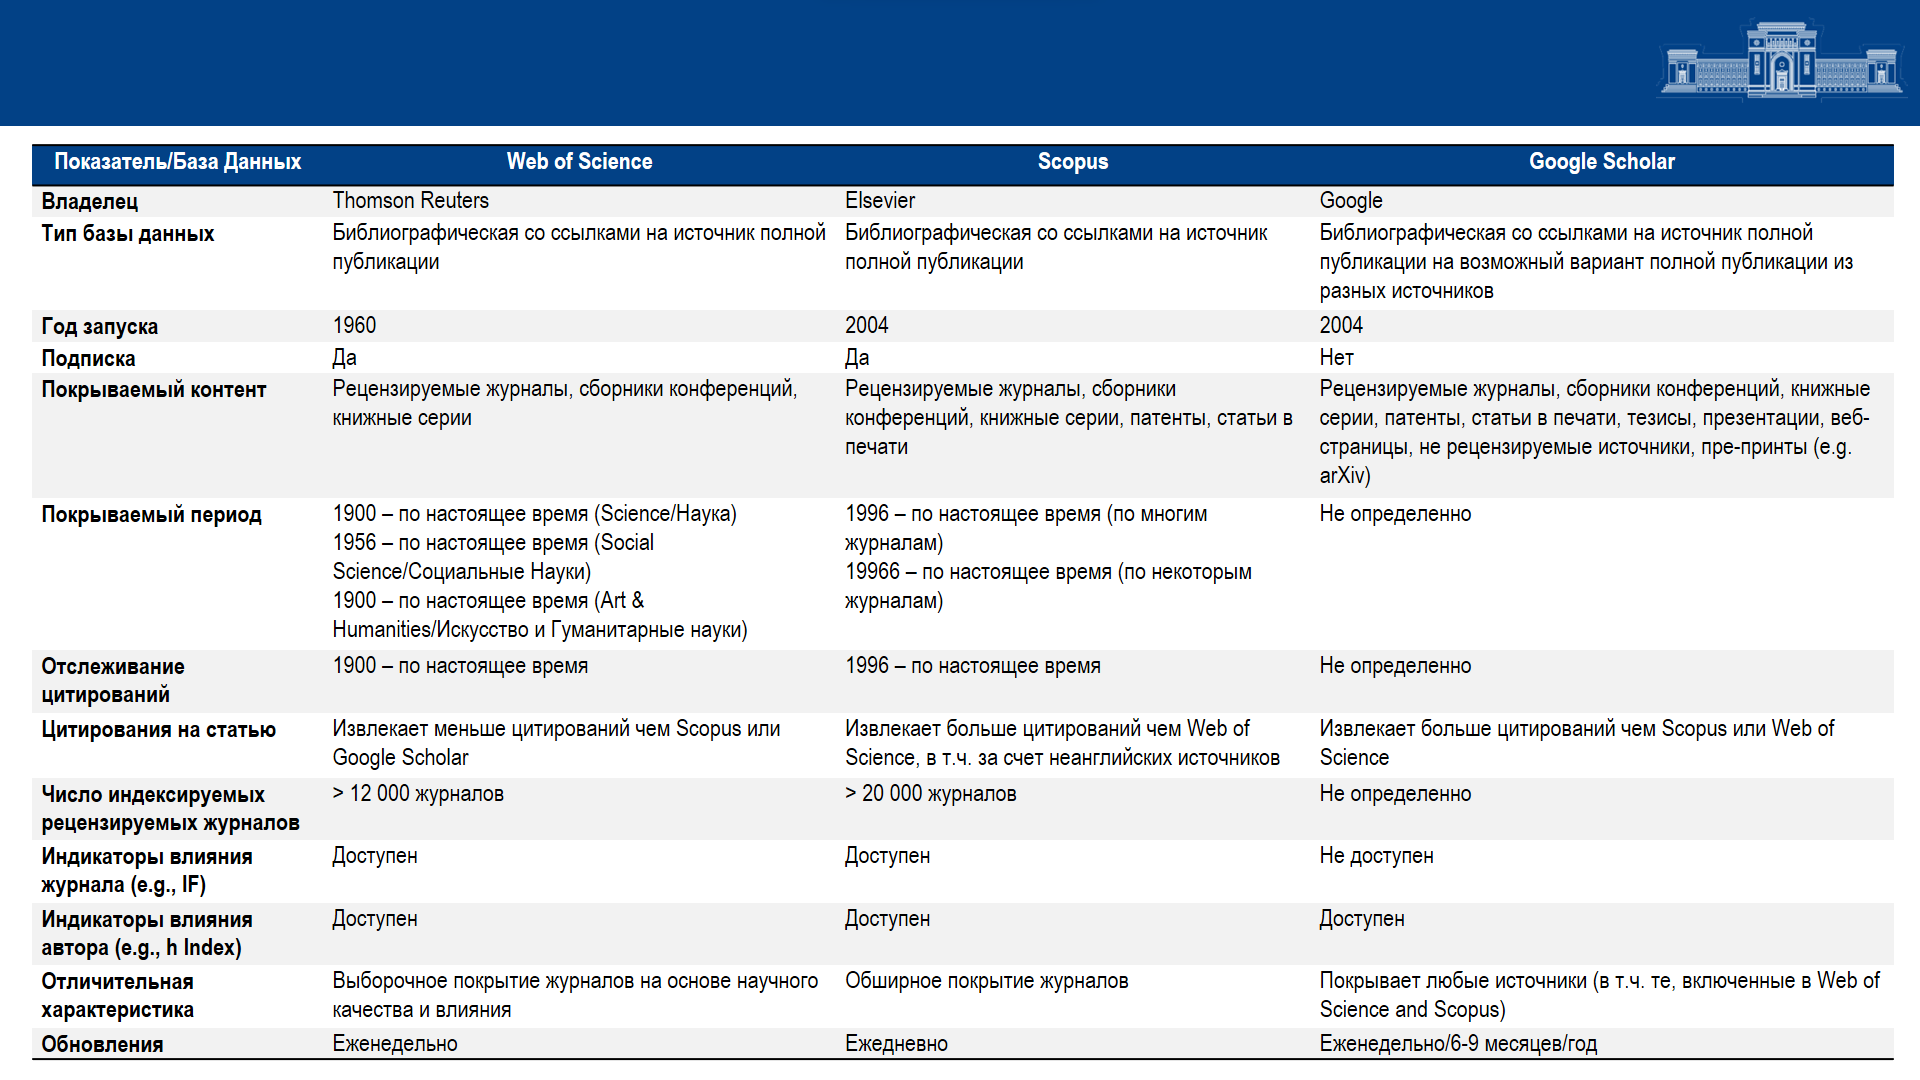 Показатель/База Данных Web of Science Scopus Google Scholar
Владелец Thomson Reuters Elsevier Google
Тип базы данных Библиографическая со ссылками на источник полной Библиографическая со ссылками на источник Библиографическая со ссылками на источник полной
публикации полной публикации публикации на возможный вариант полной публикации из
разных источников
Год запуска 1960 2004 2004
Подписка Да Да Нет
Покрываемый контент Рецензируемые журналы, сборники конференций, Рецензируемые журналы, сборники Рецензируемые журналы, сборники конференций, книжные
книжные серии конференций, книжные серии, патенты, статьи в серии, патенты, статьи в печати, тезисы, презентации, веб-
печати страницы, не рецензируемые источники, пре-принты (e.g.
arXiv)
Покрываемый период 1900 – по настоящее время (Science/Наука) 1996 – по настоящее время (по многим Не определенно
1956 – по настоящее время (Social журналам)
Science/Социальные Науки) 19966 – по настоящее время (по некоторым
1900 – по настоящее время (Art & журналам)
Humanities/Искусство и Гуманитарные науки)
Отслеживание 1900 – по настоящее время 1996 – по настоящее время Не определенно
цитирований
Цитирования на статью Извлекает меньше цитирований чем Scopus или Извлекает больше цитирований чем Web of Извлекает больше цитирований чем Scopus или Web of
Google Scholar Science, в т.ч. за счет неанглийских источников Science
Число индексируемых > 12 000 журналов > 20 000 журналов Не определенно
рецензируемых журналов
Индикаторы влияния Доступен Доступен Не доступен
журнала (e.g., IF)
Индикаторы влияния Доступен Доступен Доступен
автора (e.g., h Index)
Отличительная Выборочное покрытие журналов на основе научного Обширное покрытие журналов Покрывает любые источники (в т.ч. те, включенные в Web of
характеристика качества и влияния Science and Scopus)
Обновления Еженедельно Ежедневно Еженедельно/6-9 месяцев/год